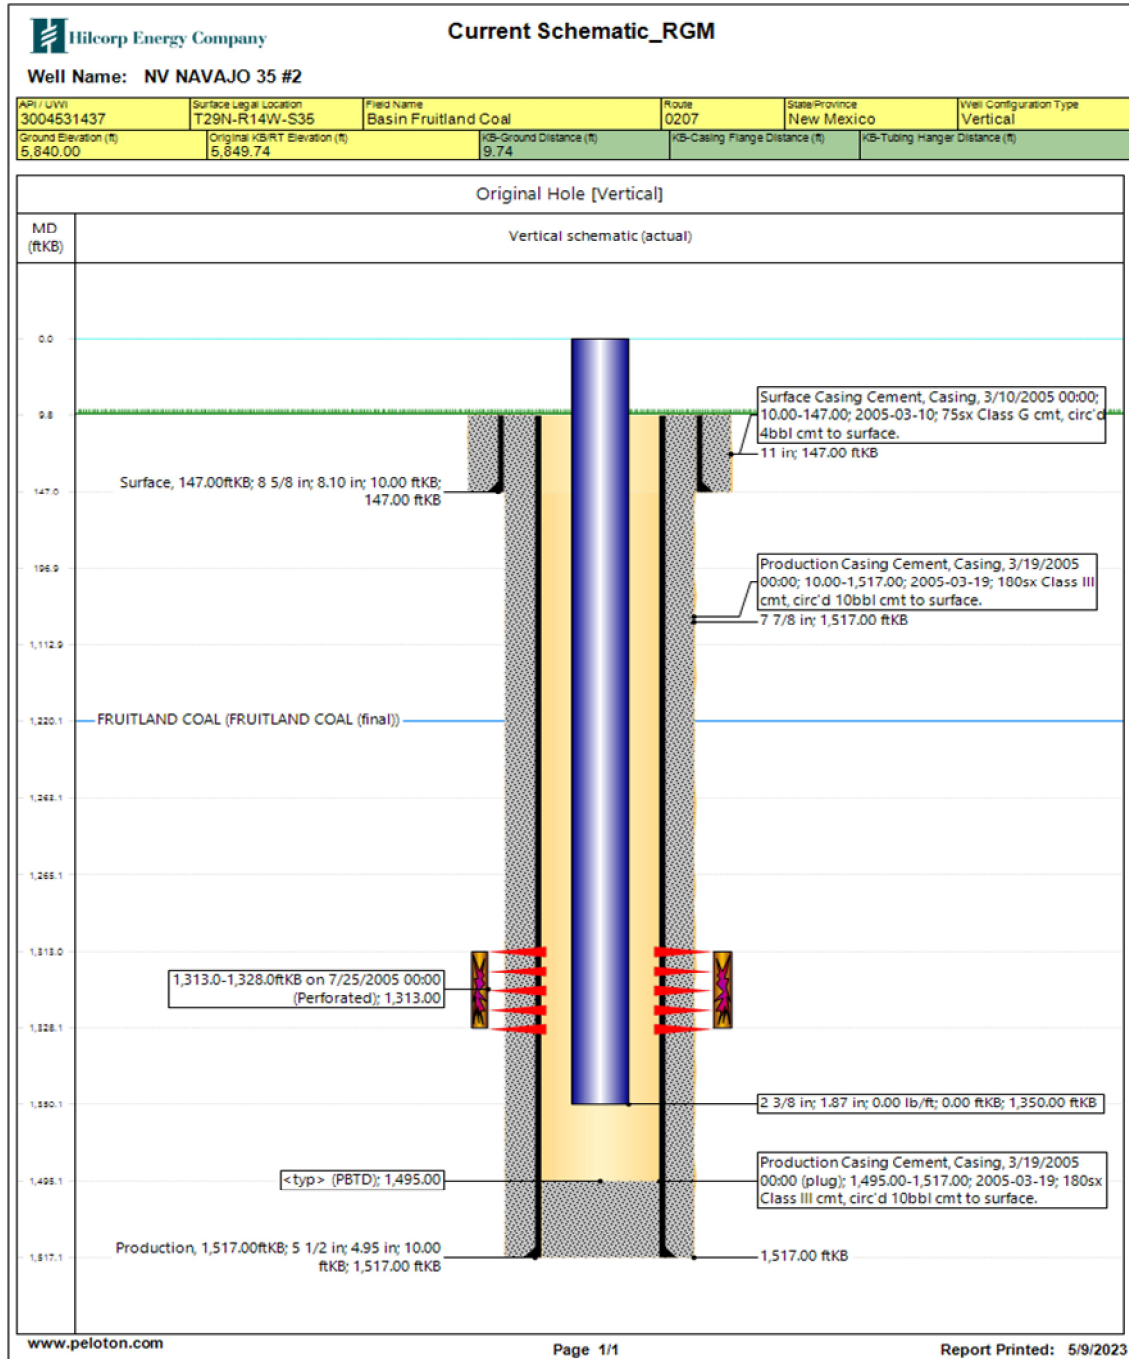 Hilcorp Energy Company
Current Schematic_RGM
Well Name: NV NAVAJO 35 #2
API / UWI
3004531437
Surface Legal Location
T29N-R14W-S35
Field Name
Basin Fruitland Coal
Route
0207
State/Province
New Mexico
Well Configuration Type
Vertical
Ground Elevation (ft)
5,840.00
Original KB/RT Elevation (ft)
5,849.74
KB-Ground Distance (ft)
9.74
KB-Casing Flange Distance (ft)
KB-Tubing Hanger Distance (ft)
Original Hole [Vertical]
MD
(ftKB)
Vertical schematic (actual)
0.0
9.8
Surface Casing Cement, Casing, 3/10/2005 00:00;
10.00-147.00; 2005-03-10; 75sx Class G cmt, circ'd
4bbl cmt to surface.
11 in; 147.00 ftKB
Surface, 147.00ftKB; 8 5/8 in; 8.10 in; 10.00 ftKB;
147.00 ftKB
147.0
196.9
Production Casing Cement, Casing, 3/19/2005
00:00; 10.00-1,517.00; 2005-03-19; 180sx Class III
cmt, circ'd 10bbl cmt to surface.
7 7/8 in; 1,517.00 ftKB
1,112.9
1,220.1
FRUITLAND COAL (FRUITLAND COAL (final))
1,265.1
1,313.0
1,313.0-1,328.0ftKB on 7/25/2005 00:00
(Perforated); 1,313.00
1,328.1
2 3/8 in; 1.87 in; 0.00 lb/ft; 0.00 ftKB; 1,350.00 ftKB
<typ> (PBTD); 1,495.00
1,495.1
Production Casing Cement, Casing, 3/19/2005
00:00 (plug); 1,495.00-1,517.00; 2005-03-19; 180sx
Class III cmt, circ'd 10bbl cmt to surface.
Production, 1,517.00ftKB; 5 1/2 in; 4.95 in; 10.00
ftKB; 1,517.00 ftKB
1,517.1
1,517.00 ftKB
www.peloton.com
Page 1/1
Report Printed: 5/9/2023